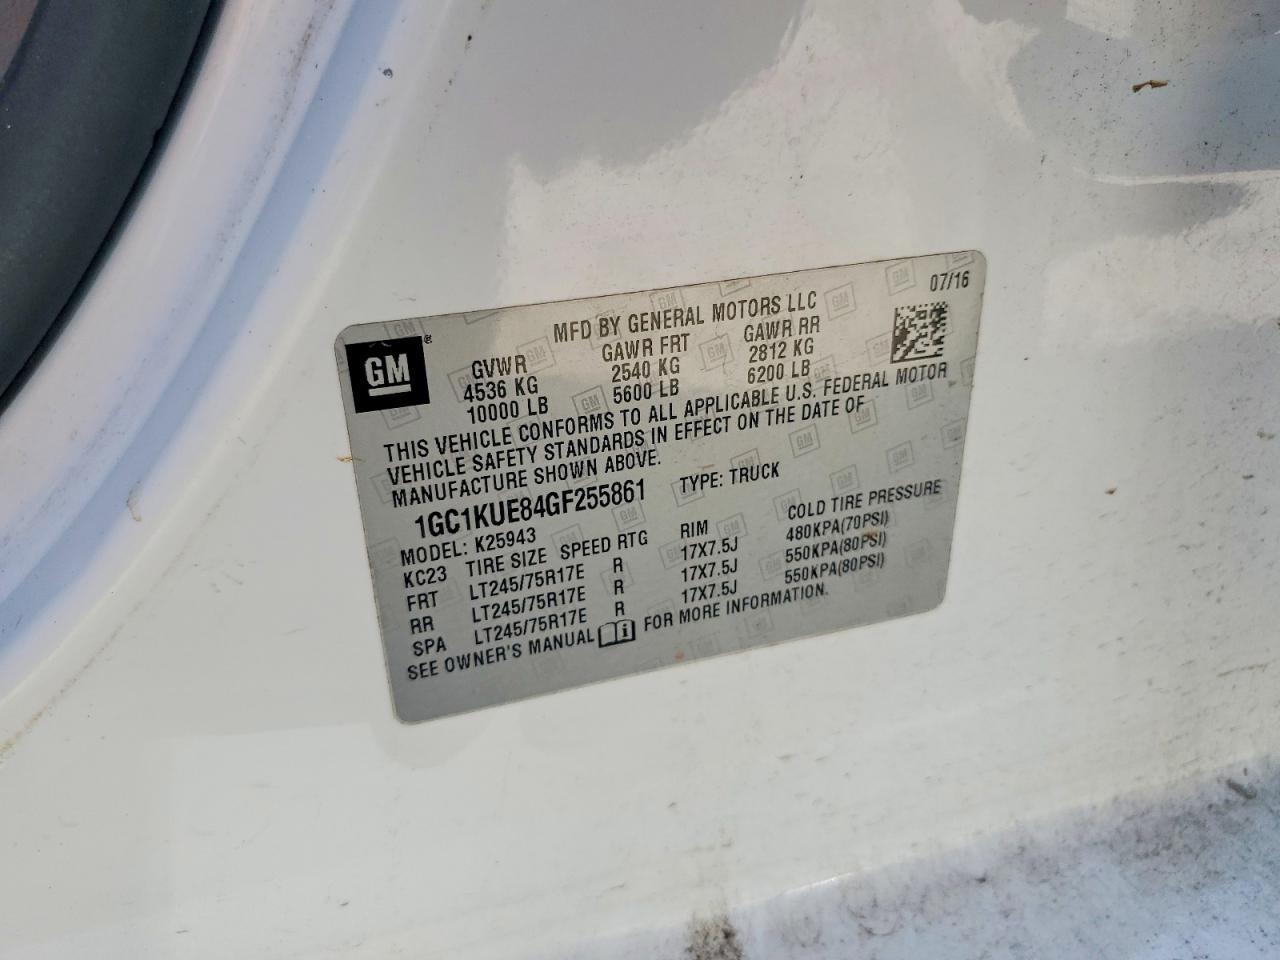 07/16
MFD BY GENERAL MOTORS LLC
GM®
GVWR GAWR FRT GAWR RR
4536 KG 2540 KG 2812 KG
10000 LB 5600 LB 6200 LB
THIS VEHICLE CONFORMS TO ALL APPLICABLE U.S. FEDERAL MOTOR
VEHICLE SAFETY STANDARDS IN EFFECT ON THE DATE OF
MANUFACTURE SHOWN ABOVE.
1GC1KUE84GF255861 TYPE: TRUCK
MODEL: K25943
KC23 TIRE SIZE SPEED RTG RIM COLD TIRE PRESSURE
FRT LT245/75R17E R 17X7.5J 480KPA(70PSI)
RR LT245/75R17E R 17X7.5J 550KPA(80PSI)
SPA LT245/75R17E R 17X7.5J 550KPA(80PSI)
SEE OWNER'S MANUAL FOR MORE INFORMATION.